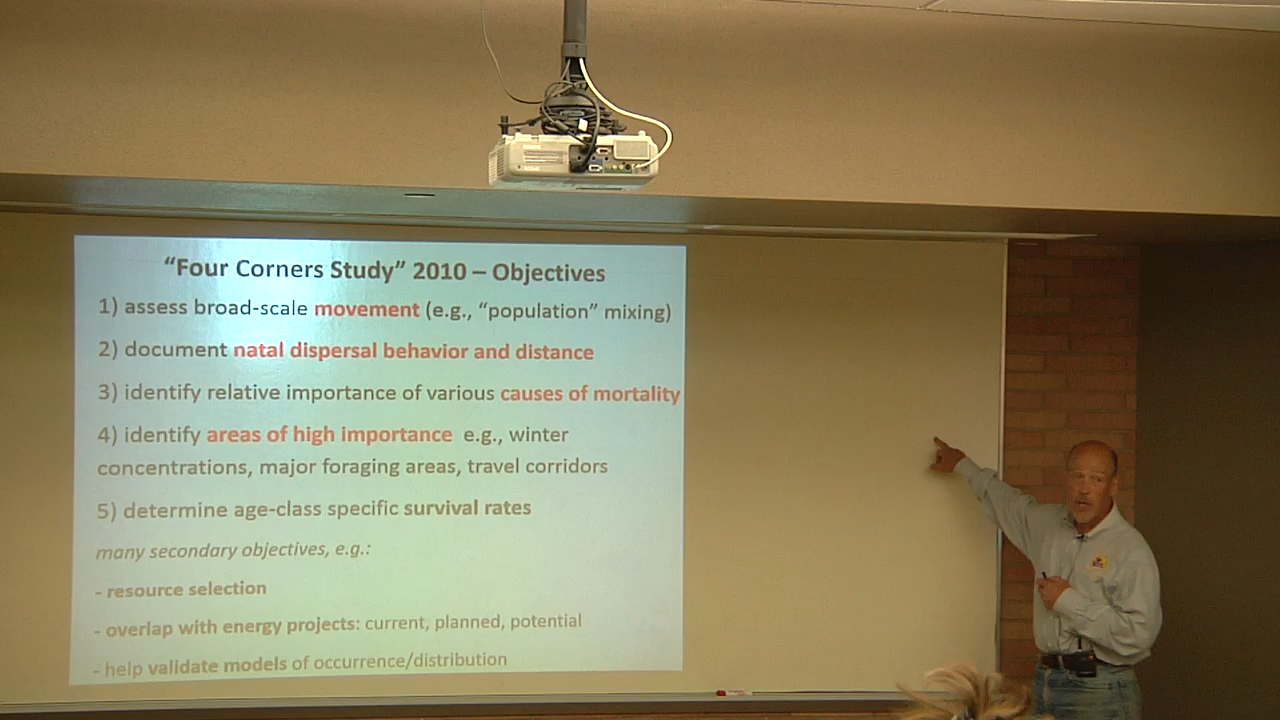 “Four Corners Study” 2010 – Objectives
1) assess broad-scale movement (e.g., “population” mixing)
2) document natal dispersal behavior and distance
3) identify relative importance of various causes of mortality
4) identify areas of high importance e.g., winter
concentrations, major foraging areas, travel corridors
5) determine age-class specific survival rates
many secondary objectives, e.g.:
- resource selection
- overlap with energy projects: current, planned, potential
- help validate models of occurrence/distribution